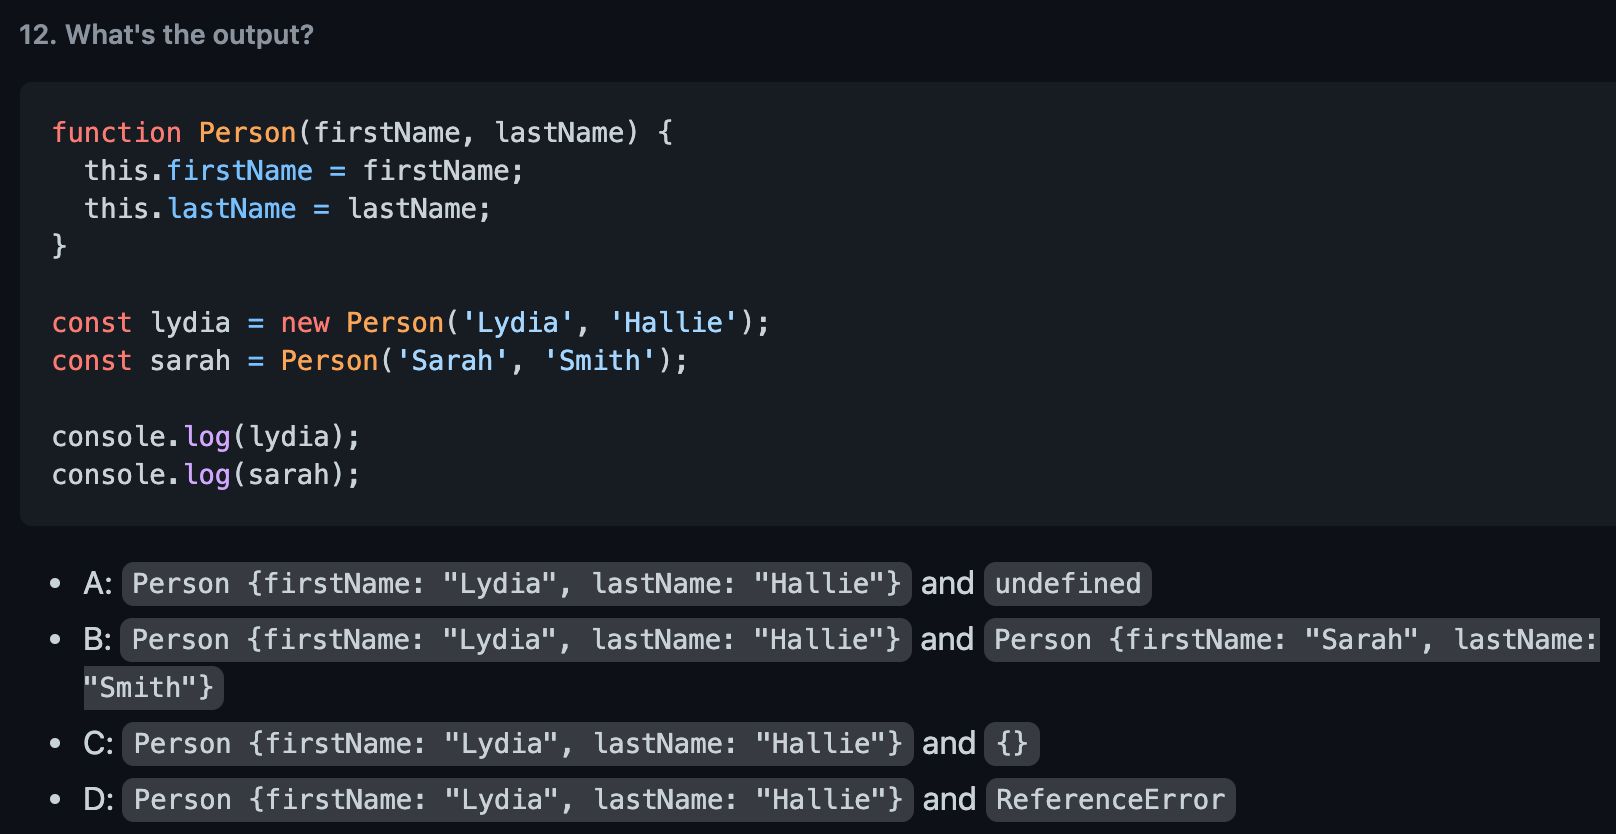 12. What's the output?
function Person(firstName, lastName) {
  this.firstName = firstName;
  this.lastName = lastName;
}
const lydia = new Person('Lydia', 'Hallie');
const sarah = Person('Sarah', 'Smith');
console.log(lydia);
console.log(sarah);
• A: Person {firstName: "Lydia", lastName: "Hallie"} and undefined
• B: Person {firstName: "Lydia", lastName: "Hallie"} and Person {firstName: "Sarah", lastName:
"Smith"}
• C: Person {firstName: "Lydia", lastName: "Hallie"} and {}
• D: Person {firstName: "Lydia", lastName: "Hallie"} and ReferenceError